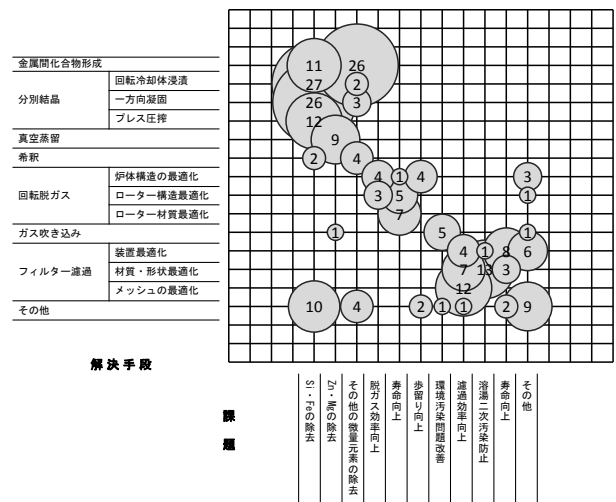 金属間化合物形成 11 26
回転冷却体浸漬 27 2
分別結晶 一方向凝固 26 3
プレス圧搾 12
真空蒸留 9
希釈 2 4
炉体構造の最適化 4 1 4 3
回転脱ガス ローター構造最適化 3 5 1
ローター材質最適化 7
ガス吹き込み 1 5 1
装置最適化 4 1 8 6
フィルター濾過 材質・形状最適化 7 13 3
メッシュの最適化 12
その他 10 4 2 1 1 2 9
解決手段
課題
Si・Feの除去
Zn・Mgの除去
その他の微量元素の除去
脱ガス効率向上
寿命向上
歩留り向上
環境汚染問題改善
濾過効率向上
溶湯二次汚染防止
寿命向上
その他